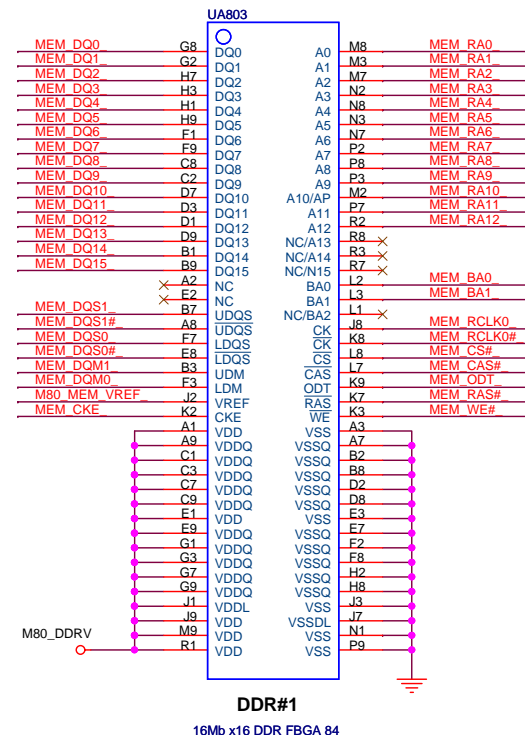 UA803
MEM_DQ0_ G8 DQ0 A0 M8 MEM_RA0_
MEM_DQ1_ G2 DQ1 A1 M3 MEM_RA1_
MEM_DQ2_ H7 DQ2 A2 M7 MEM_RA2_
MEM_DQ3_ H3 DQ3 A3 N2 MEM_RA3_
MEM_DQ4_ H1 DQ4 A4 N8 MEM_RA4_
MEM_DQ5_ H9 DQ5 A5 N3 MEM_RA5_
MEM_DQ6_ F1 DQ6 A6 N7 MEM_RA6_
MEM_DQ7_ F9 DQ7 A7 P2 MEM_RA7_
MEM_DQ8_ C8 DQ8 A8 P8 MEM_RA8_
MEM_DQ9_ C2 DQ9 A9 P3 MEM_RA9_
MEM_DQ10_ D7 DQ10 A10/AP M2 MEM_RA10_
MEM_DQ11_ D3 DQ11 A11 P7 MEM_RA11_
MEM_DQ12_ D1 DQ12 A12 R2 MEM_RA12_
MEM_DQ13_ D9 DQ13 NC/A13 R8
MEM_DQ14_ B1 DQ14 NC/A14 R3
MEM_DQ15_ B9 DQ15 NC/N15 R7
A2 NC BA0 L2 MEM_BA0_
E2 NC BA1 L3 MEM_BA1_
MEM_DQS1_ B7 UDQS NC/BA2 L1
MEM_DQS1#_ A8 UDQS CK J8 MEM_RCLK0_
MEM_DQS0_ F7 LDQS CK K8 MEM_RCLK0#_
MEM_DQS0#_ E8 LDQS CS L8 MEM_CS#_
MEM_DQM1_ B3 UDM CAS L7 MEM_CAS#_
MEM_DQM0_ F3 LDM ODT K9 MEM_ODT_
M80_MEM_VREF_ J2 VREF RAS K7 MEM_RAS#_
MEM_CKE_ K2 CKE WE K3 MEM_WE#_
A1 VDD VSS A3
A9 VDDQ VSSQ A7
C1 VDDQ VSSQ B2
C3 VDDQ VSSQ B8
C7 VDDQ VSSQ D2
C9 VDDQ VSSQ D8
E1 VDD VSS E3
E9 VDDQ VSSQ E7
G1 VDDQ VSSQ F2
G3 VDDQ VSSQ F8
G7 VDDQ VSSQ H2
G9 VDDQ VSSQ H8
J1 VDDL VSS J3
J9 VDD VSSDL J7
M9 VDD VSS N1
M80_DDRV R1 VDD VSS P9
DDR#1
16Mb x16 DDR FBGA 84